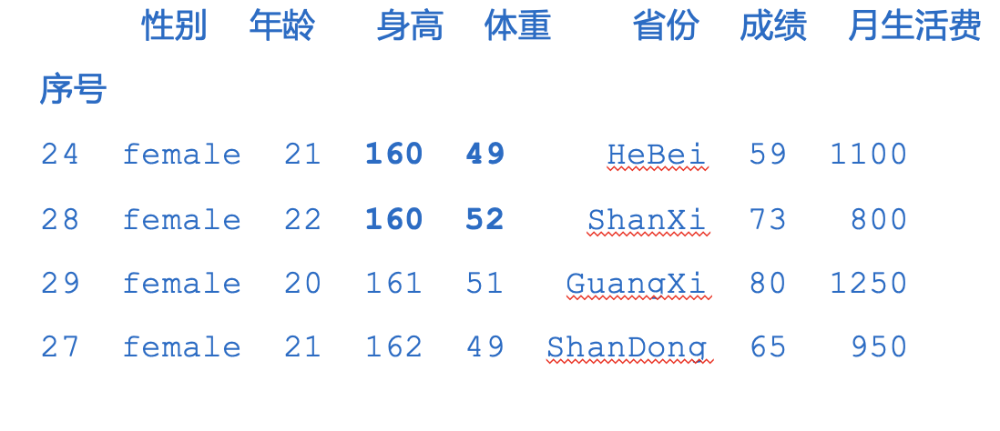 性别 年龄 身高 体重 省份 成绩 月生活费
序号
24 female 21 160 49 HeBei 59 1100
28 female 22 160 52 ShanXi 73 800
29 female 20 161 51 GuangXi 80 1250
27 female 21 162 49 ShanDong 65 950